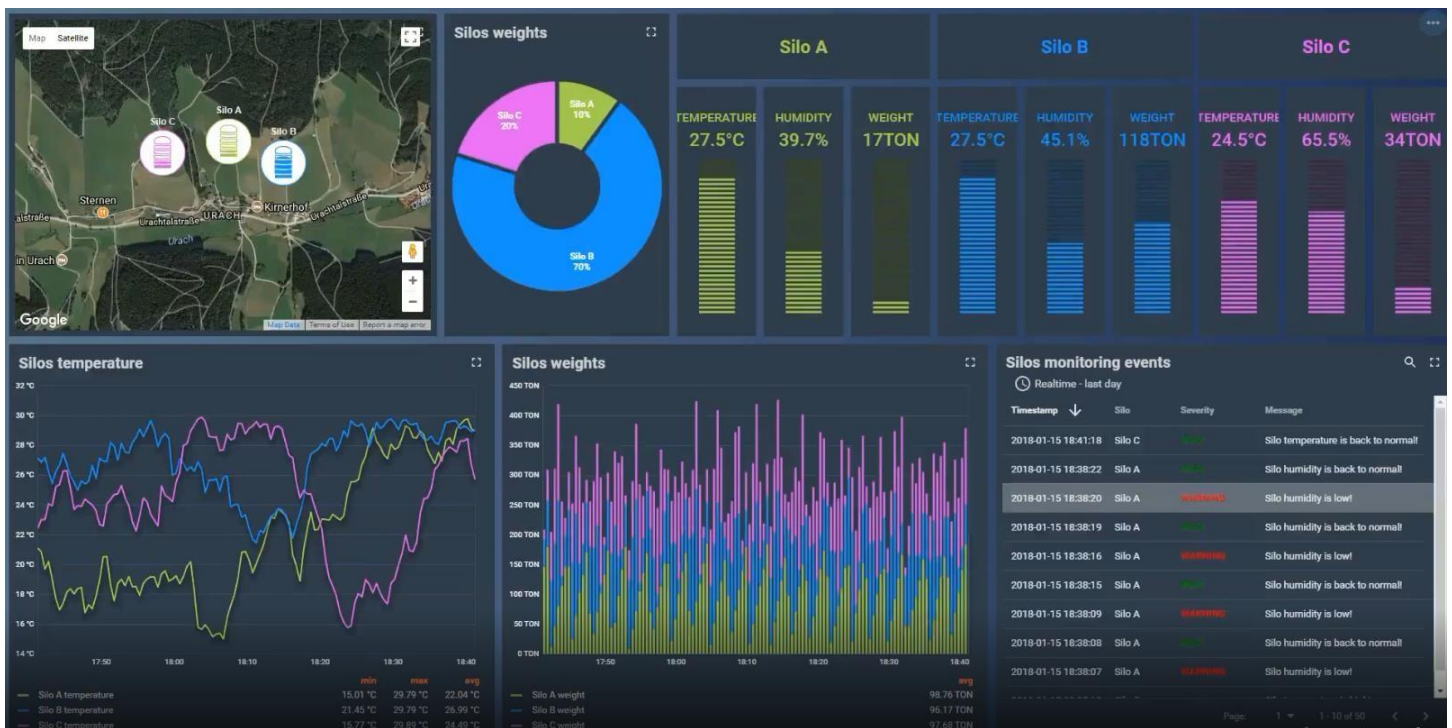 Map Satellite
Silo A
Silo C
Silo B
Sternen
Kirnerhof
URACH
Urachtalstraße
Urachtalstraße
alstraße
Urach
in Urach
Google
Map Data Terms of Use Report a map error
Silos weights
Silo A
10%
Silo C
20%
Silo B
70%
Silo A
TEMPERATURE HUMIDITY WEIGHT
27.5°C 39.7% 17TON
Silo B
TEMPERATURE HUMIDITY WEIGHT
27.5°C 45.1% 118TON
Silo C
TEMPERATURE HUMIDITY WEIGHT
24.5°C 65.5% 34TON
Silos temperature
32 °C
30 °C
28 °C
26 °C
24 °C
22 °C
20 °C
18 °C
16 °C
14 °C
17:50 18:00 18:10 18:20 18:30 18:40
min max avg
Silo A temperature 15.01 °C 29.79 °C 22.04 °C
Silo B temperature 21.45 °C 29.79 °C 26.99 °C
Silo C temperature 15.77 °C 29.89 °C 24.49 °C
Silos weights
450 TON
400 TON
350 TON
300 TON
250 TON
200 TON
150 TON
100 TON
50 TON
0 TON
17:50 18:00 18:10 18:20 18:30 18:40
avg
Silo A weight 98.76 TON
Silo B weight 96.17 TON
Silo C weight 97.68 TON
Silos monitoring events
Realtime - last day
Timestamp Silo Severity Message
2018-01-15 18:41:18 Silo C Silo temperature is back to normal!
2018-01-15 18:38:22 Silo A Silo humidity is back to normal!
2018-01-15 18:38:20 Silo A WARNING Silo humidity is low!
2018-01-15 18:38:19 Silo A Silo humidity is back to normal!
2018-01-15 18:38:16 Silo A WARNING Silo humidity is low!
2018-01-15 18:38:15 Silo A Silo humidity is back to normal!
2018-01-15 18:38:09 Silo A WARNING Silo humidity is low!
2018-01-15 18:38:08 Silo A Silo humidity is back to normal!
2018-01-15 18:38:07 Silo A WARNING Silo humidity is low!
Page: 1 1 - 10 of 50